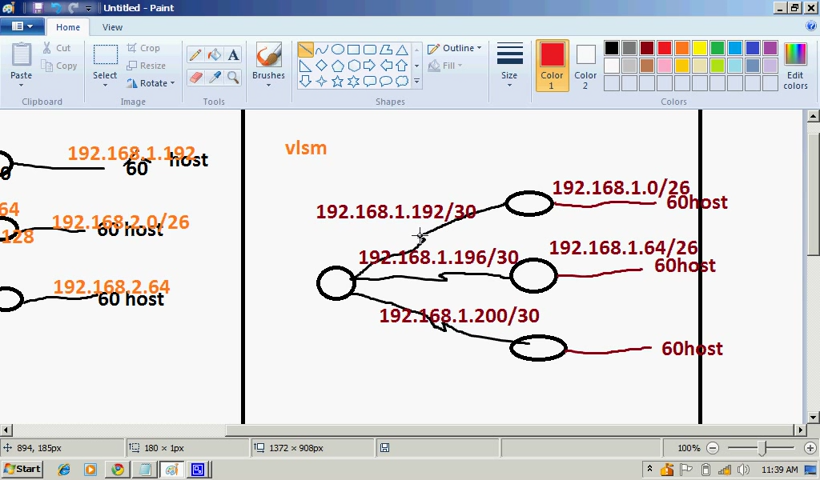 Untitled - Paint
Home
View
Paste
Cut
Copy
Clipboard
Select
Crop
Resize
Rotate
Image
Tools
Brushes
Outline
Fill
Shapes
Size
Color 1
Color 2
Edit colors
Colors
192.168.1.192
host
60
64
192.168.2.0/26
128
60 host
192.168.2.64
60 host
vlsm
192.168.1.192/30
192.168.1.0/26
60host
192.168.1.196/30
192.168.1.64/26
60host
192.168.1.200/30
60host
894, 185px
180 × 1px
1372 × 908px
100%
Start
11:39 AM